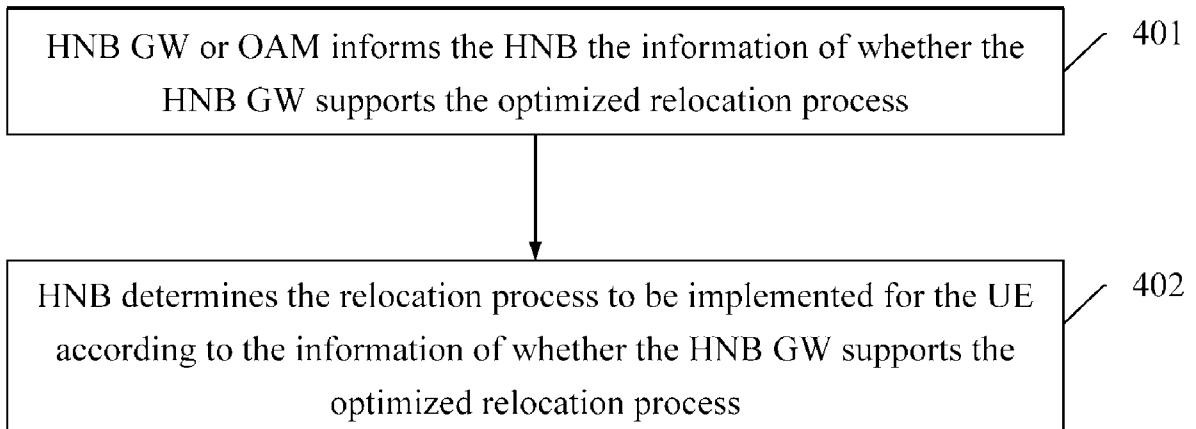 HNB GW or OAM informs the HNB the information of whether the
HNB GW supports the optimized relocation process
401
HNB determines the relocation process to be implemented for the UE
according to the information of whether the HNB GW supports the
optimized relocation process
402